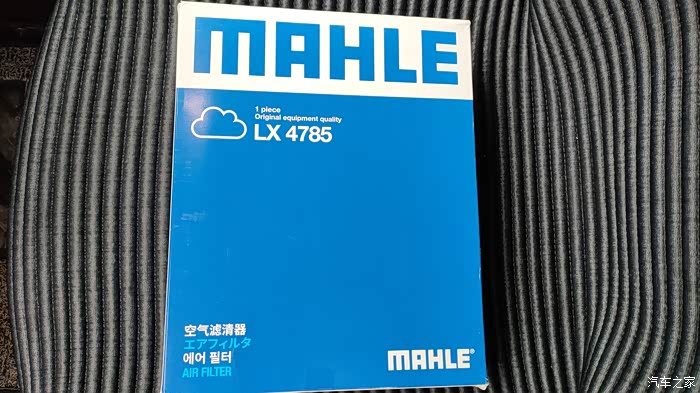 MAHLE
1 piece
Original equipment quality
LX 4785
空气滤清器
エアフィルタ
에어 필터
AIR FILTER
MAHLE®
汽车之家